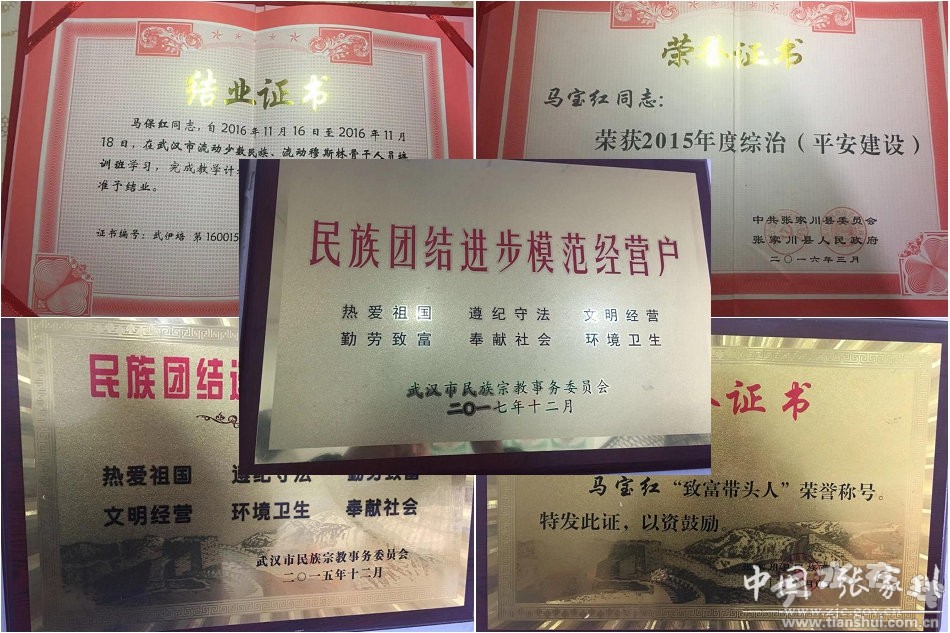 结业证书
马保红同志，自2016年11月16日至2016年11月
18日，在武汉市流动少数民族、流动穆斯林骨干人员培
训班学习，完成教学计
准予结业。
证书编号：武伊培 第160015
荣誉证书
马宝红同志：
荣获2015年度综治（平安建设）
中共张家川县委员会
张家川县人民政府
二〇一六年三月
民族团结进步模范经营户
热爱祖国 遵纪守法 文明经营
勤劳致富 奉献社会 环境卫生
武汉市民族宗教事务委员会
二〇一七年十二月
民族团结进
热爱祖国 遵纪守法 勤劳致富
文明经营 环境卫生 奉献社会
武汉市民族宗教事务委员会
二〇一五年十二月
证书
马宝红“致富带头人”荣誉称号。
特发此证，以资鼓励
中国·张家川
www.zjc.gov.cn
www.tianshui.com.cn